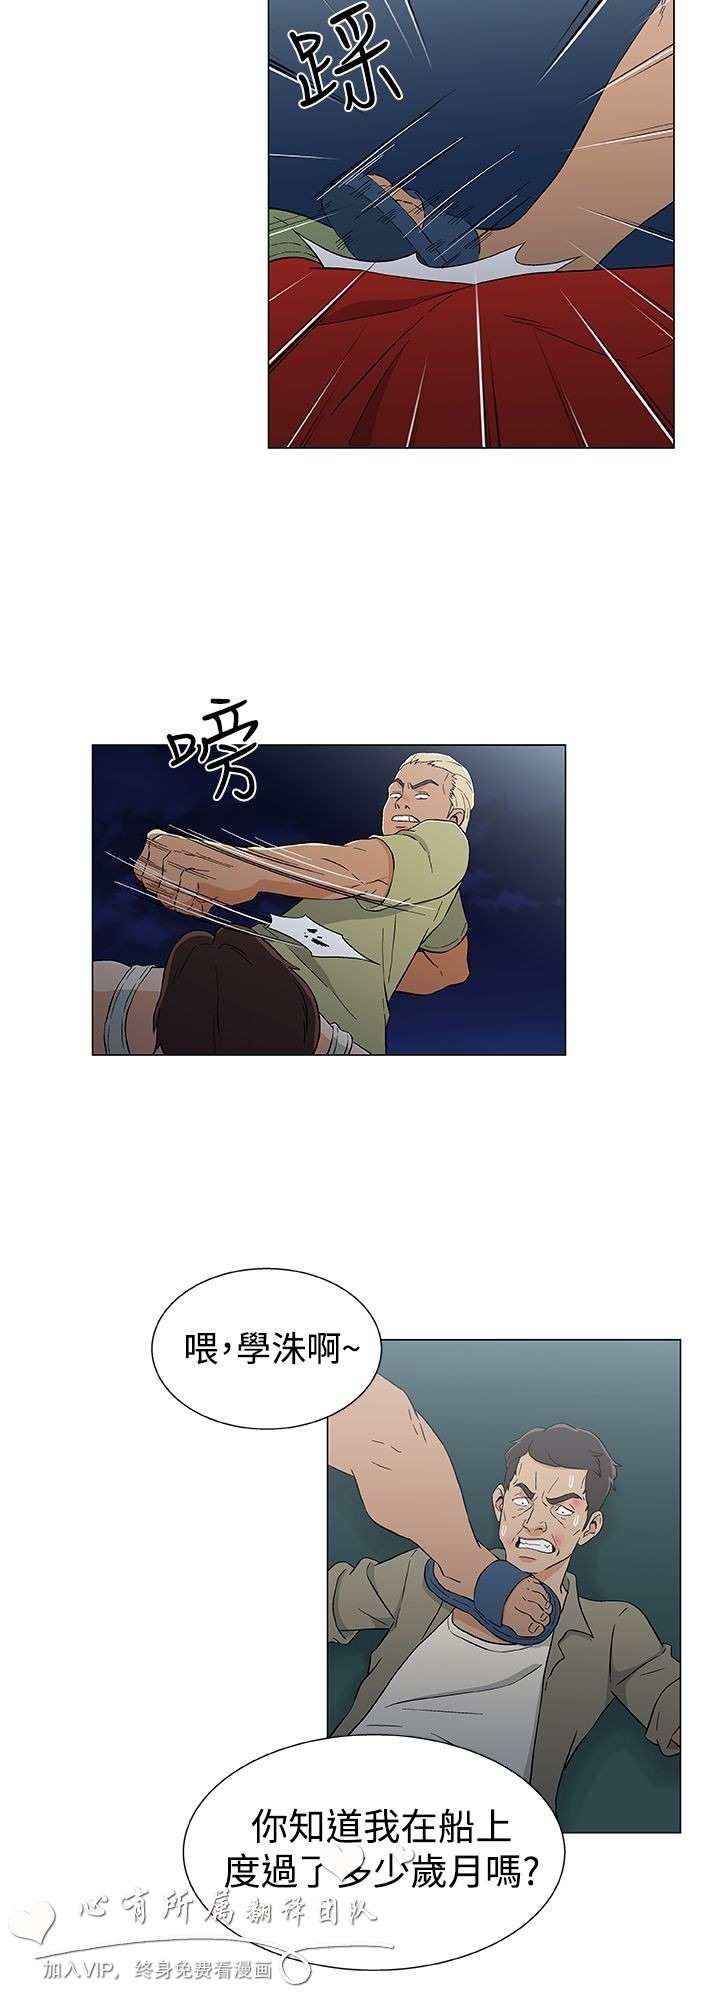 踩
嗙
喂，學洙啊~
你知道我在船上
度過了多少歲月嗎?
心有所属翻译团队
加入VIP，终身免费看漫画